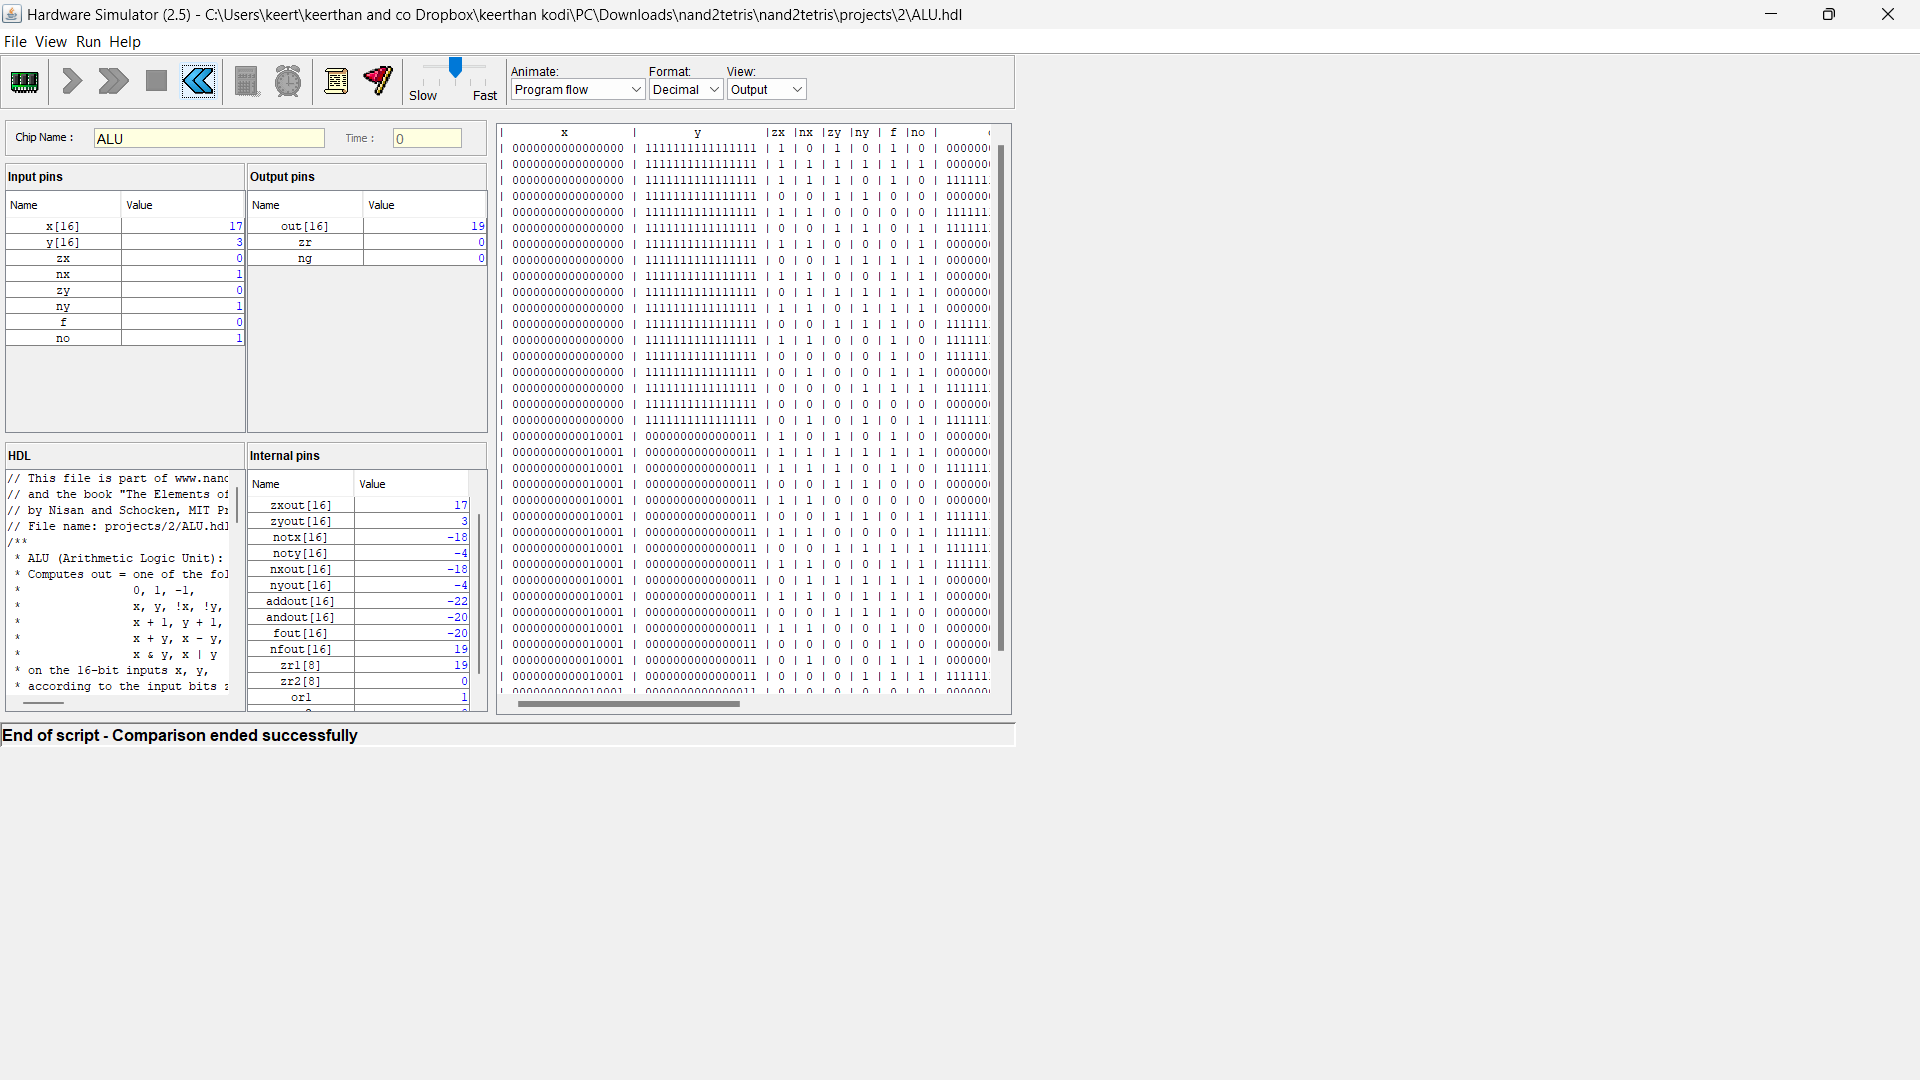 Hardware Simulator (2.5) - C:\Users\keert\keerthan and co Dropbox\keerthan kodi\PC\Downloads\nand2tetris\nand2tetris\projects\2\ALU.hdl
File View Run Help
Slow Fast
Animate: Program flow
Format: Decimal
View: Output
Chip Name : ALU Time : 0
Input pins
Name Value
x[16] 17
y[16] 3
zx 0
nx 1
zy 0
ny 1
f 0
no 1
Output pins
Name Value
out[16] 19
zr 0
ng 0
HDL
// This file is part of www.nand
// and the book "The Elements of
// by Nisan and Schocken, MIT Pr
// File name: projects/2/ALU.hdl
/**
* ALU (Arithmetic Logic Unit):
* Computes out = one of the fol
* 0, 1, -1,
* x, y, !x, !y,
* x + 1, y + 1,
* x + y, x - y,
* x & y, x | y
* on the 16-bit inputs x, y,
* according to the input bits z
Internal pins
Name Value
zxout[16] 17
zyout[16] 3
notx[16] -18
noty[16] -4
nxout[16] -18
nyout[16] -4
addout[16] -22
andout[16] -20
fout[16] -20
nfout[16] 19
zr1[8] 19
zr2[8] 0
or1 1
| x | y |zx |nx |zy |ny | f |no |
| 0000000000000000 | 1111111111111111 | 1 | 0 | 1 | 0 | 1 | 0 | 000000
| 0000000000000000 | 1111111111111111 | 1 | 1 | 1 | 1 | 1 | 1 | 000000
| 0000000000000000 | 1111111111111111 | 1 | 1 | 1 | 0 | 1 | 0 | 111111
| 0000000000000000 | 1111111111111111 | 0 | 0 | 1 | 1 | 0 | 0 | 000000
| 0000000000000000 | 1111111111111111 | 1 | 1 | 0 | 0 | 0 | 0 | 111111
| 0000000000000000 | 1111111111111111 | 0 | 0 | 1 | 1 | 0 | 1 | 111111
| 0000000000000000 | 1111111111111111 | 1 | 1 | 0 | 0 | 0 | 1 | 000000
| 0000000000000000 | 1111111111111111 | 0 | 0 | 1 | 1 | 1 | 1 | 000000
| 0000000000000000 | 1111111111111111 | 1 | 1 | 0 | 0 | 1 | 1 | 000000
| 0000000000000000 | 1111111111111111 | 0 | 1 | 1 | 1 | 1 | 1 | 000000
| 0000000000000000 | 1111111111111111 | 1 | 1 | 0 | 1 | 1 | 1 | 000000
| 0000000000000000 | 1111111111111111 | 0 | 0 | 1 | 1 | 1 | 0 | 111111
| 0000000000000000 | 1111111111111111 | 1 | 1 | 0 | 0 | 1 | 0 | 111111
| 0000000000000000 | 1111111111111111 | 0 | 0 | 0 | 0 | 1 | 0 | 111111
| 0000000000000000 | 1111111111111111 | 0 | 1 | 0 | 0 | 1 | 1 | 000000
| 0000000000000000 | 1111111111111111 | 0 | 0 | 0 | 1 | 1 | 1 | 111111
| 0000000000000000 | 1111111111111111 | 0 | 0 | 0 | 0 | 0 | 0 | 000000
| 0000000000000000 | 1111111111111111 | 0 | 1 | 0 | 1 | 0 | 1 | 111111
| 0000000000010001 | 0000000000000011 | 1 | 0 | 1 | 0 | 1 | 0 | 000000
| 0000000000010001 | 0000000000000011 | 1 | 1 | 1 | 1 | 1 | 1 | 000000
| 0000000000010001 | 0000000000000011 | 1 | 1 | 1 | 0 | 1 | 0 | 111111
| 0000000000010001 | 0000000000000011 | 0 | 0 | 1 | 1 | 0 | 0 | 000000
| 0000000000010001 | 0000000000000011 | 1 | 1 | 0 | 0 | 0 | 0 | 000000
| 0000000000010001 | 0000000000000011 | 0 | 0 | 1 | 1 | 0 | 1 | 111111
| 0000000000010001 | 0000000000000011 | 1 | 1 | 0 | 0 | 0 | 1 | 111111
| 0000000000010001 | 0000000000000011 | 0 | 0 | 1 | 1 | 1 | 1 | 111111
| 0000000000010001 | 0000000000000011 | 1 | 1 | 0 | 0 | 1 | 1 | 111111
| 0000000000010001 | 0000000000000011 | 0 | 1 | 1 | 1 | 1 | 1 | 000000
| 0000000000010001 | 0000000000000011 | 1 | 1 | 0 | 1 | 1 | 1 | 000000
| 0000000000010001 | 0000000000000011 | 0 | 0 | 1 | 1 | 1 | 0 | 000000
| 0000000000010001 | 0000000000000011 | 1 | 1 | 0 | 0 | 1 | 0 | 000000
| 0000000000010001 | 0000000000000011 | 0 | 0 | 0 | 0 | 1 | 0 | 000000
| 0000000000010001 | 0000000000000011 | 0 | 1 | 0 | 0 | 1 | 1 | 000000
| 0000000000010001 | 0000000000000011 | 0 | 0 | 0 | 1 | 1 | 1 | 111111
| 0000000000010001 | 0000000000000011 | 0 | 0 | 0 | 0 | 0 | 0 | 000000
End of script - Comparison ended successfully